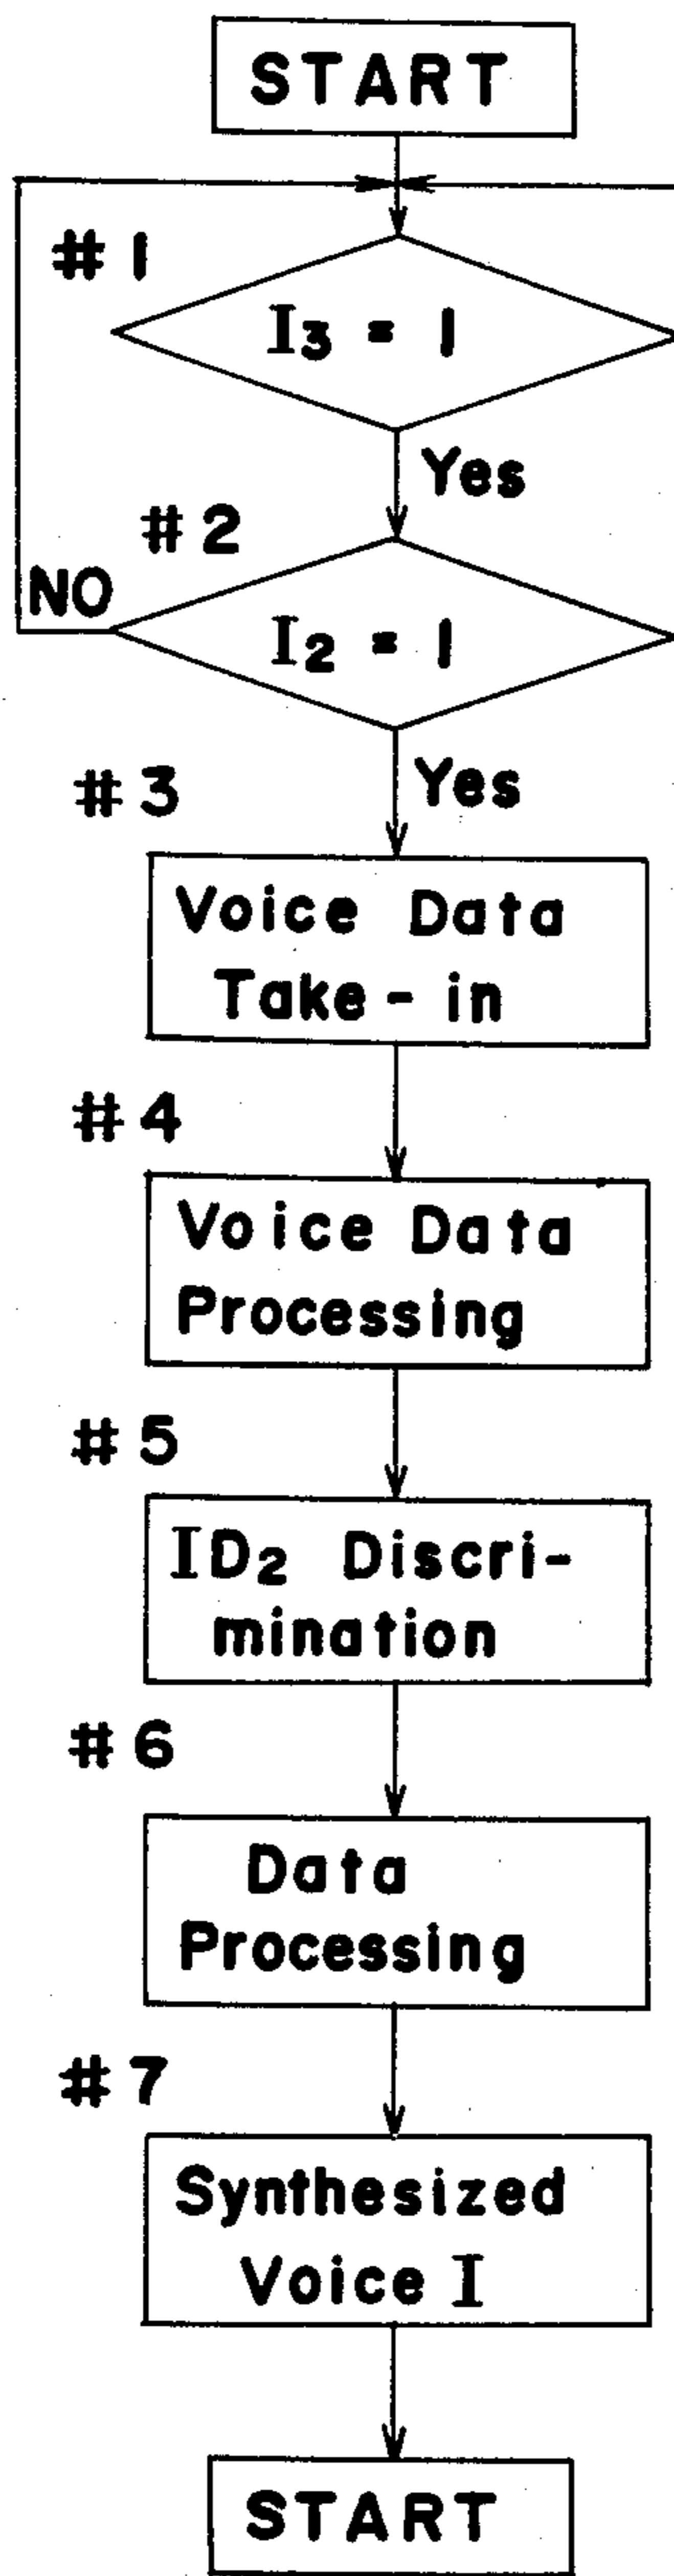 START
#1
I3 = 1
Yes
#2
NO
I2 = 1
#3
Yes
Voice Data
Take-in
#4
Voice Data
Processing
#5
ID2 Discri-
mination
#6
Data
Processing
#7
Synthesized
Voice I
START